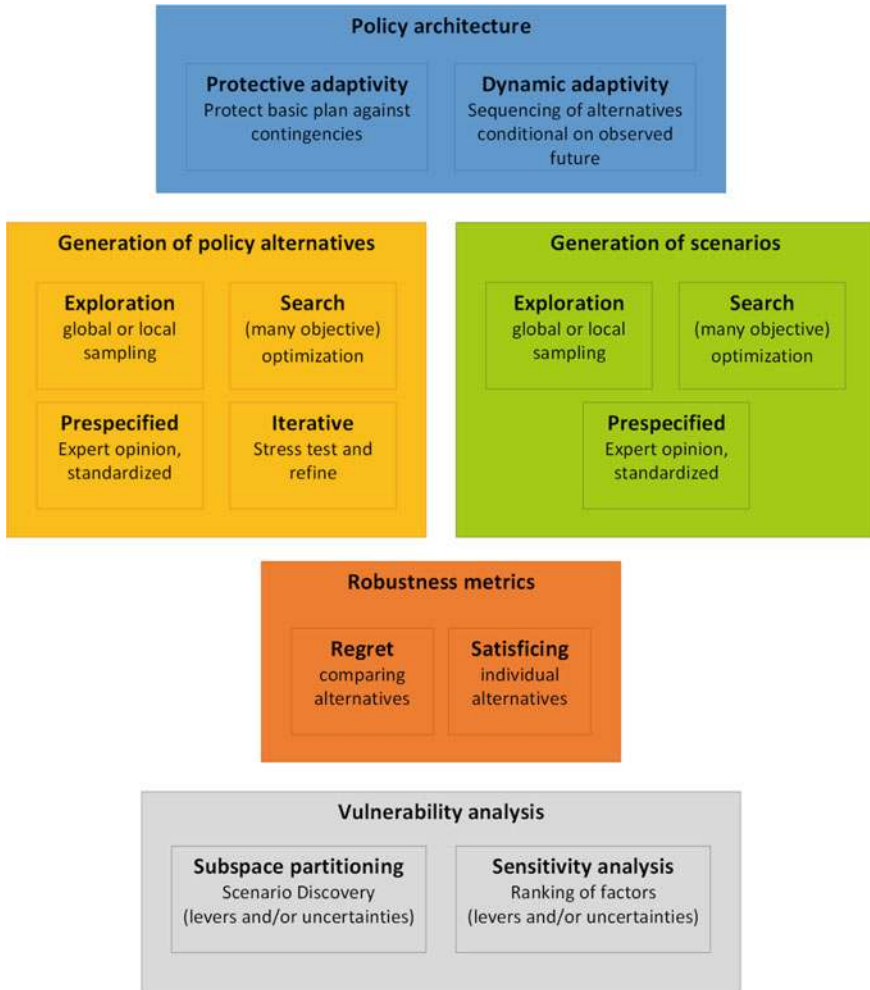 Policy architecture
Protective adaptivity
Protect basic plan against
contingencies
Dynamic adaptivity
Sequencing of alternatives
conditional on observed
future
Generation of policy alternatives
Exploration
global or local
sampling
Search
(many objective)
optimization
Prespecified
Expert opinion,
standardized
Iterative
Stress test and
refine
Generation of scenarios
Exploration
global or local
sampling
Search
(many objective)
optimization
Prespecified
Expert opinion,
standardized
Robustness metrics
Regret
comparing
alternatives
Satisficing
individual
alternatives
Vulnerability analysis
Subspace partitioning
Scenario Discovery
(levers and/or uncertainties)
Sensitivity analysis
Ranking of factors
(levers and/or uncertainties)